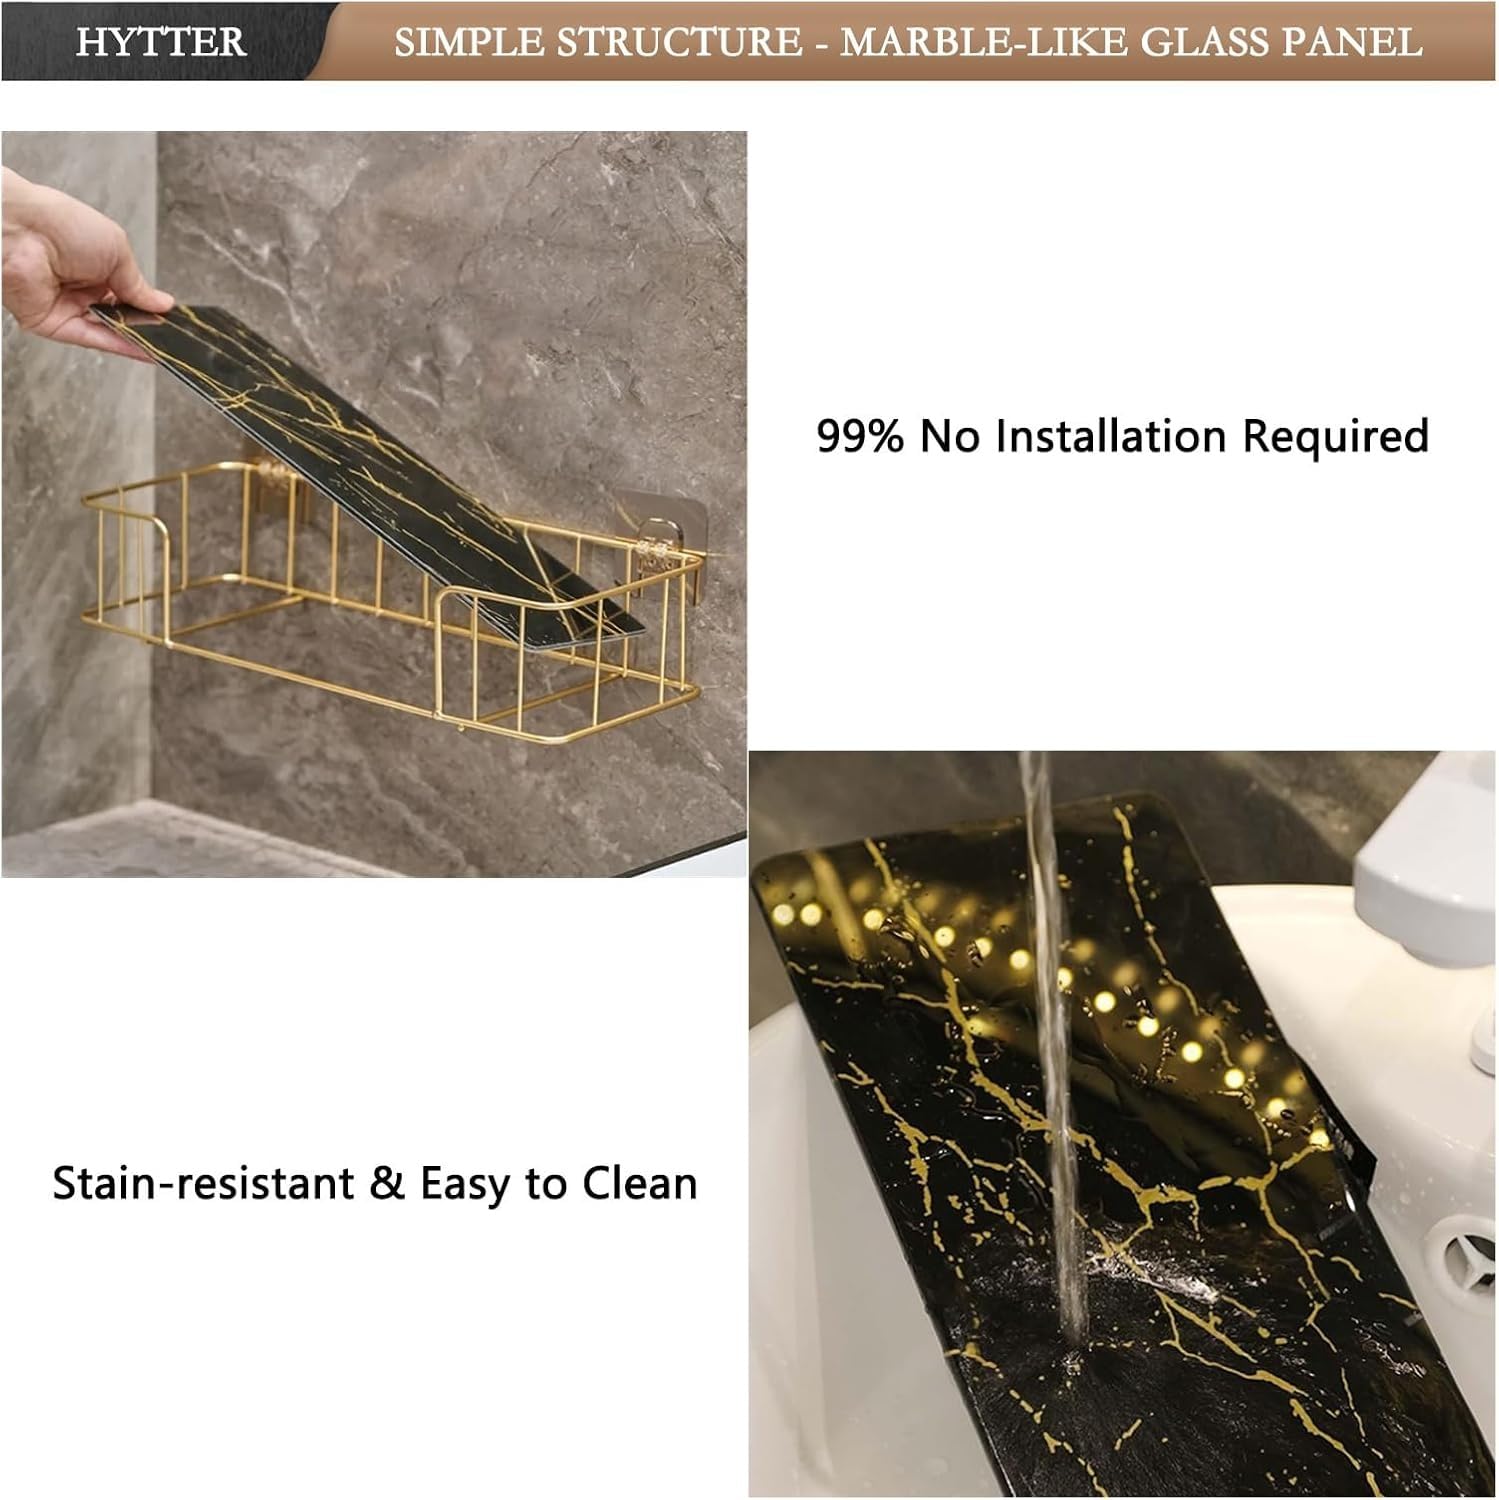 HYTTER
SIMPLE STRUCTURE - MARBLE-LIKE GLASS PANEL
99% No Installation Required
Stain-resistant & Easy to Clean